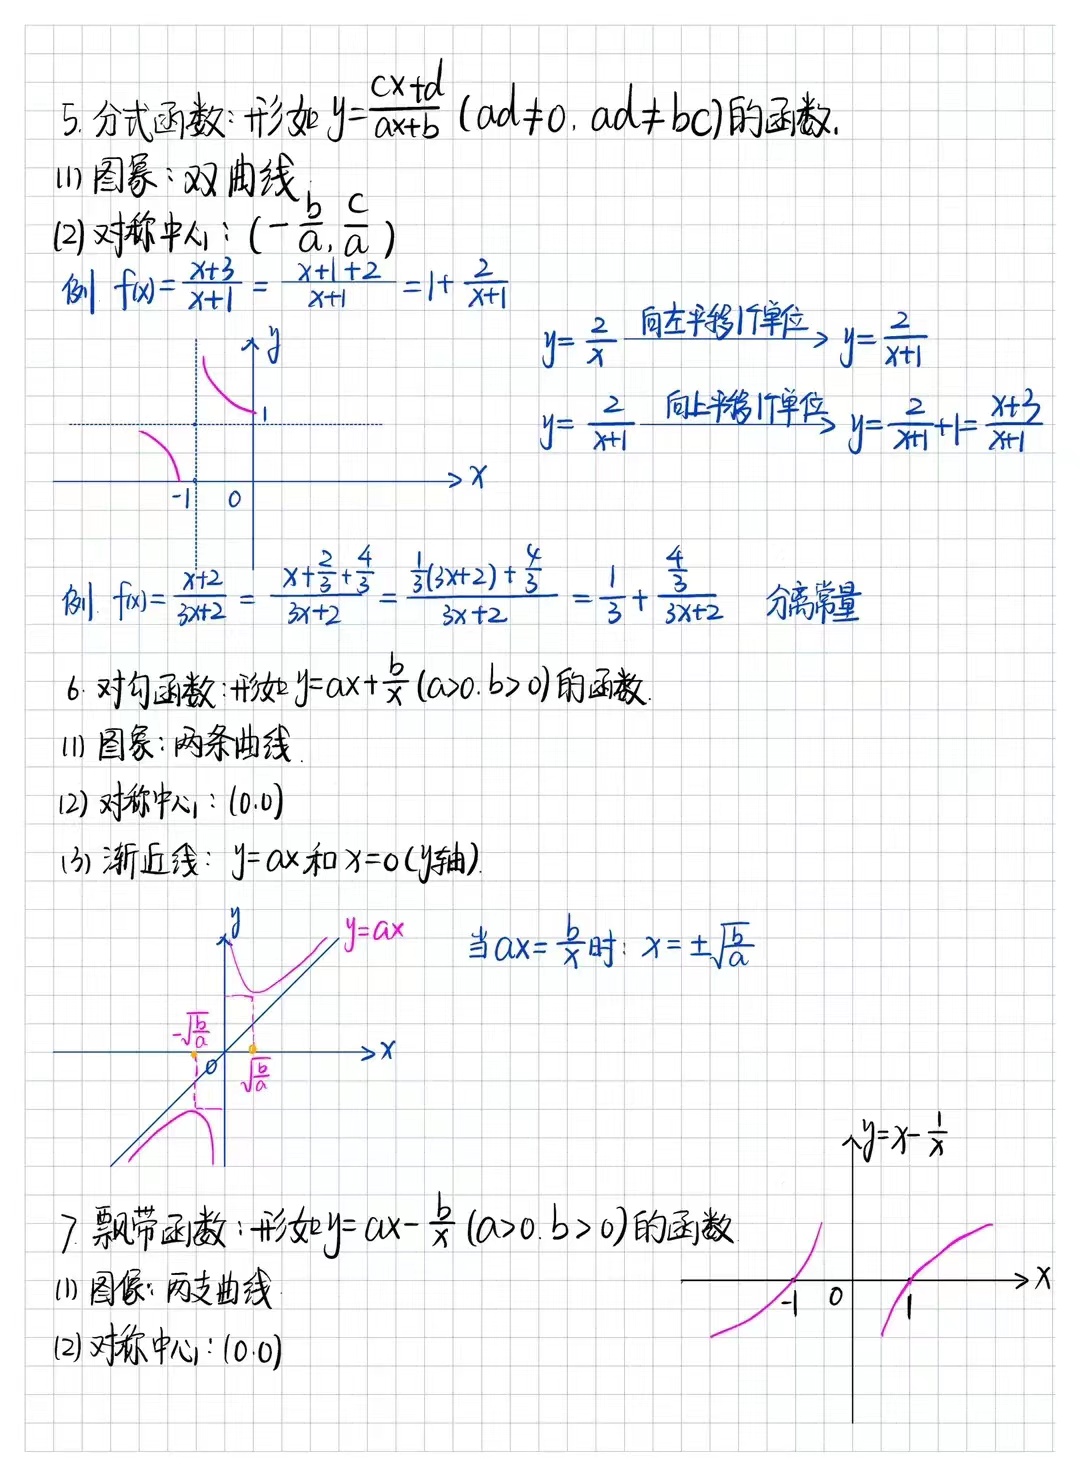 5. 分式函数：形如 y=\frac{cx+d}{ax+b} (ad≠0, ad≠bc)的函数.
(1) 图象：双曲线.
(2) 对称中心：(-\frac{b}{a}, \frac{c}{a})
例 f(x)=\frac{x+3}{x+1} = \frac{x+1+2}{x+1} =1+\frac{2}{x+1}
y=\frac{2}{x} 向左平移1个单位 → y=\frac{2}{x+1}
y=\frac{2}{x+1} 向上平移1个单位 → y=\frac{2}{x+1}+1=\frac{x+3}{x+1}
y
1
-1 0 x
例. f(x)=\frac{x+2}{3x+2} = \frac{x+\frac{2}{3}+\frac{4}{3}}{3x+2} = \frac{\frac{1}{3}(3x+2)+\frac{4}{3}}{3x+2} = \frac{1}{3}+\frac{\frac{4}{3}}{3x+2} 分离常量
6. 对勾函数：形如 y=ax+\frac{b}{x} (a>0.b>0)的函数.
(1) 图象：两条曲线.
(2) 对称中心：(0.0)
(3) 渐近线：y=ax和x=0(y轴).
y y=ax
当ax=\frac{b}{x}时：x=±\sqrt{\frac{b}{a}}
-\sqrt{\frac{b}{a}}
0 \sqrt{\frac{b}{a}} x
y=x-\frac{1}{x}
7. 飘带函数：形如 y=ax-\frac{b}{x} (a>0.b>0)的函数
(1) 图像：两支曲线.
(2) 对称中心：(0.0)
-1 0 1 x